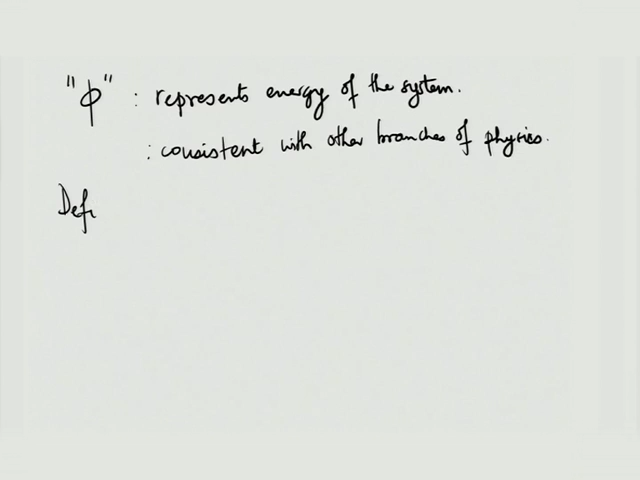 "ϕ" : represents energy of the system.
: consistent with other branches of physics.
Defi